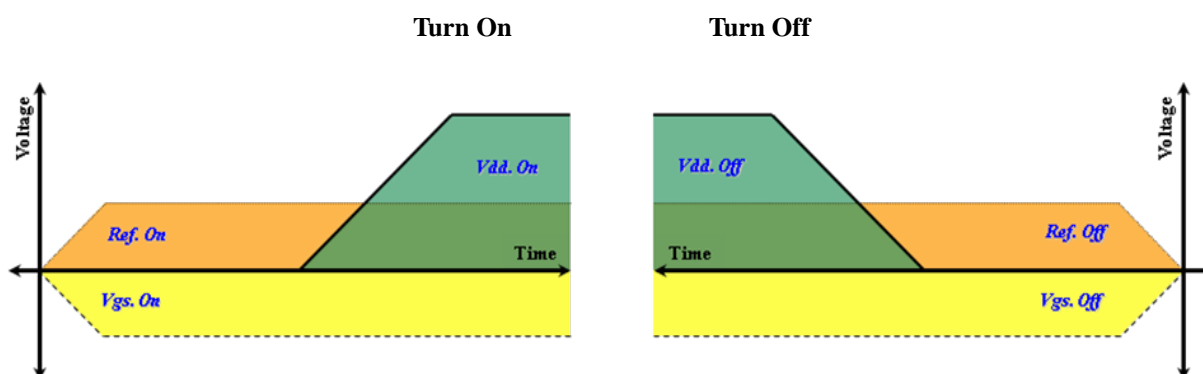 Turn On
Turn Off
Voltage
Vdd. On
Ref. On
Time
Vgs. On
Vdd. Off
Ref. Off
Time
Vgs. Off
Voltage